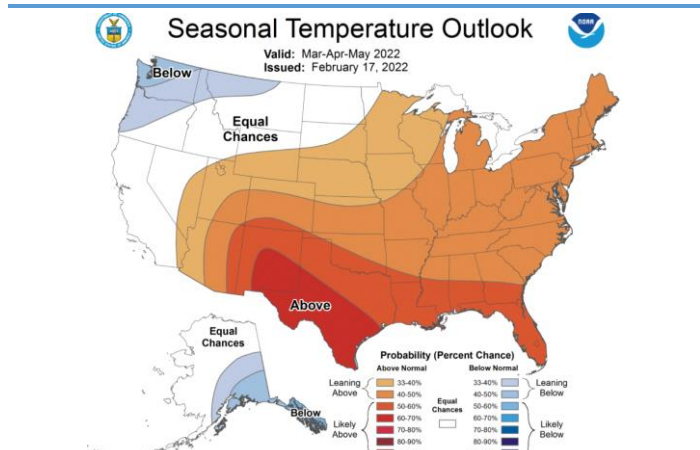 Seasonal Temperature Outlook
NOAA
Valid: Mar-Apr-May 2022
Issued: February 17, 2022
Below
Equal
Chances
Above
Equal
Chances
Below
Probability (Percent Chance)
Above Normal
Below Normal
Leaning
Above
33-40%
40-50%
Likely
Above
50-60%
60-70%
70-80%
80-90%
Equal
Chances
33-40%
40-50%
Leaning
Below
50-60%
60-70%
70-80%
80-90%
Likely
Below